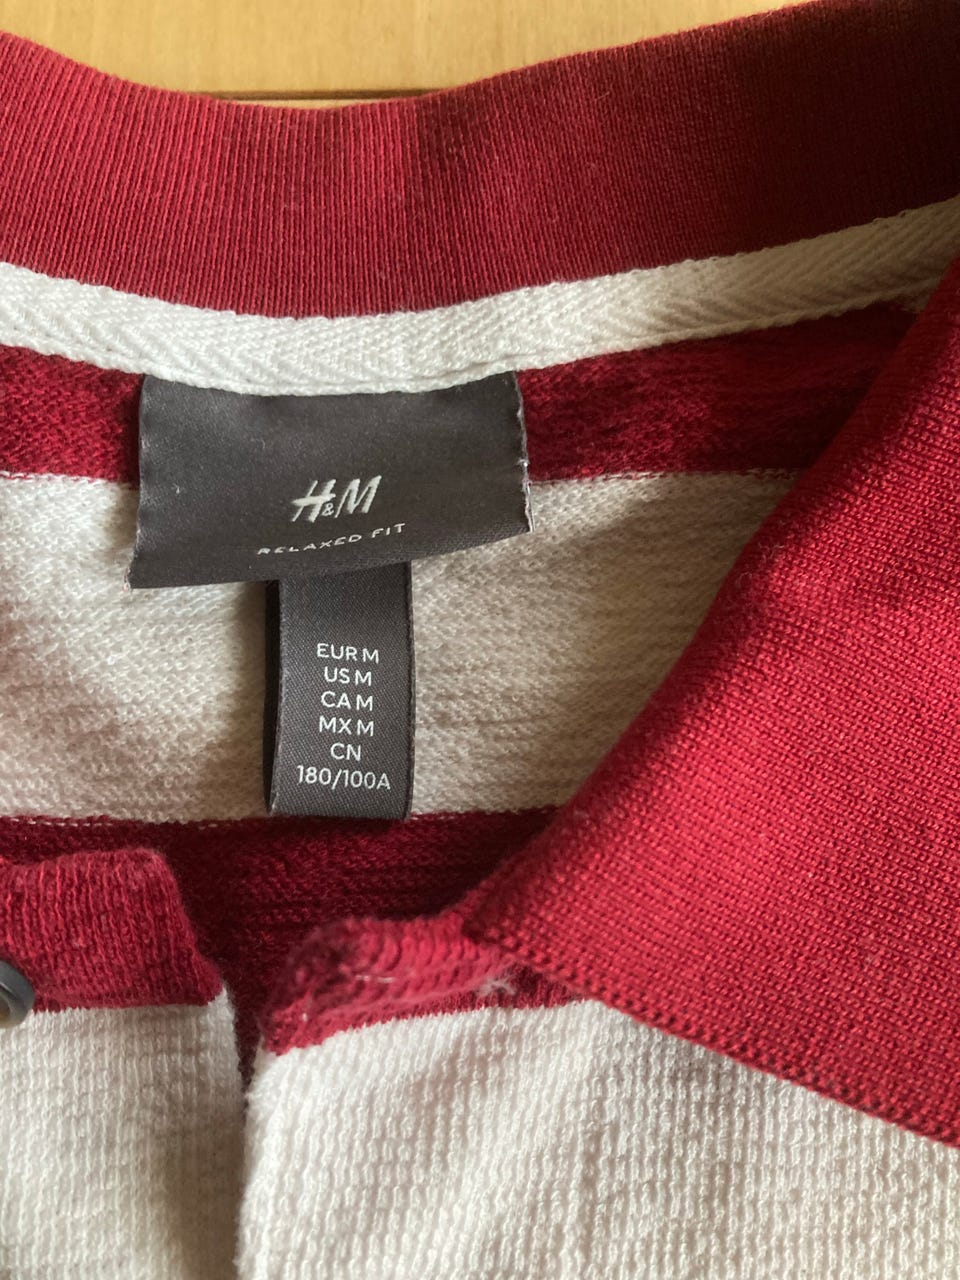 H&M
RELAXED FIT
EUR M
US M
CA M
MX M
CN
180/100A